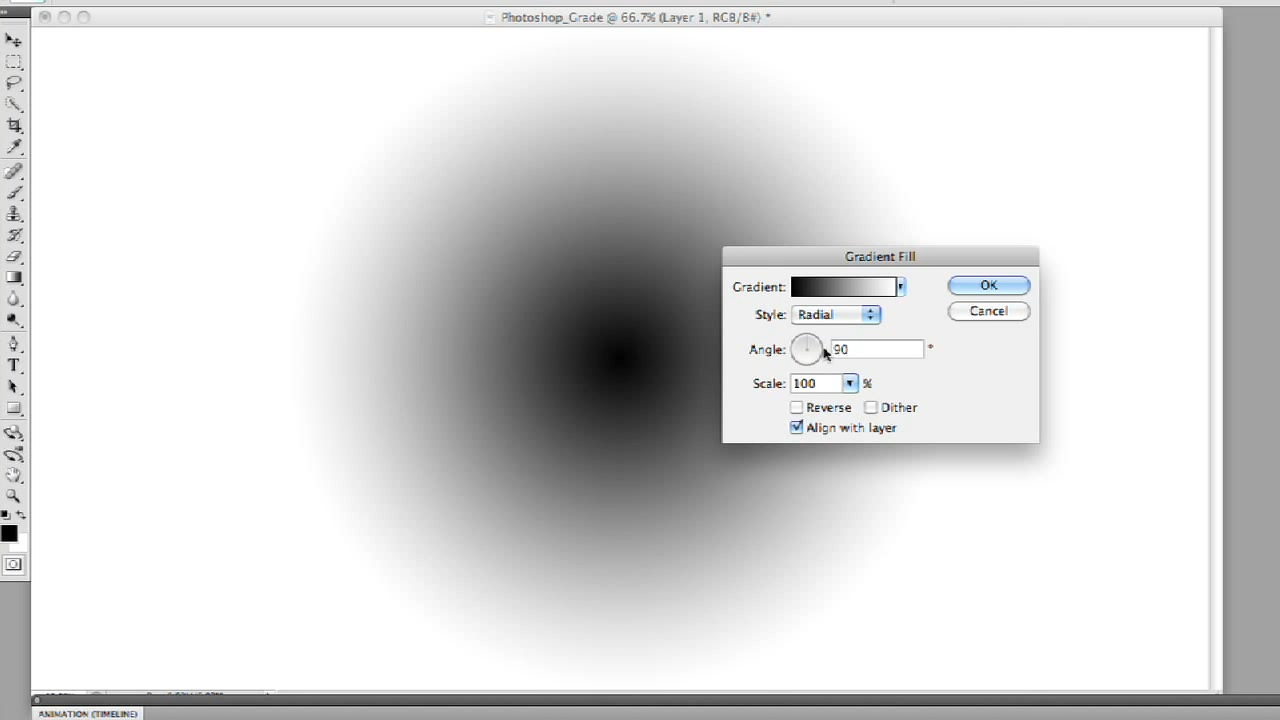 Photoshop_Grade @ 66.7% (Layer 1, RGB/8#) *
Gradient Fill
Gradient:
OK
Style: Radial
Cancel
Angle: 90 °
Scale: 100 %
Reverse Dither
Align with layer
T
ANIMATION (TIMELINE)